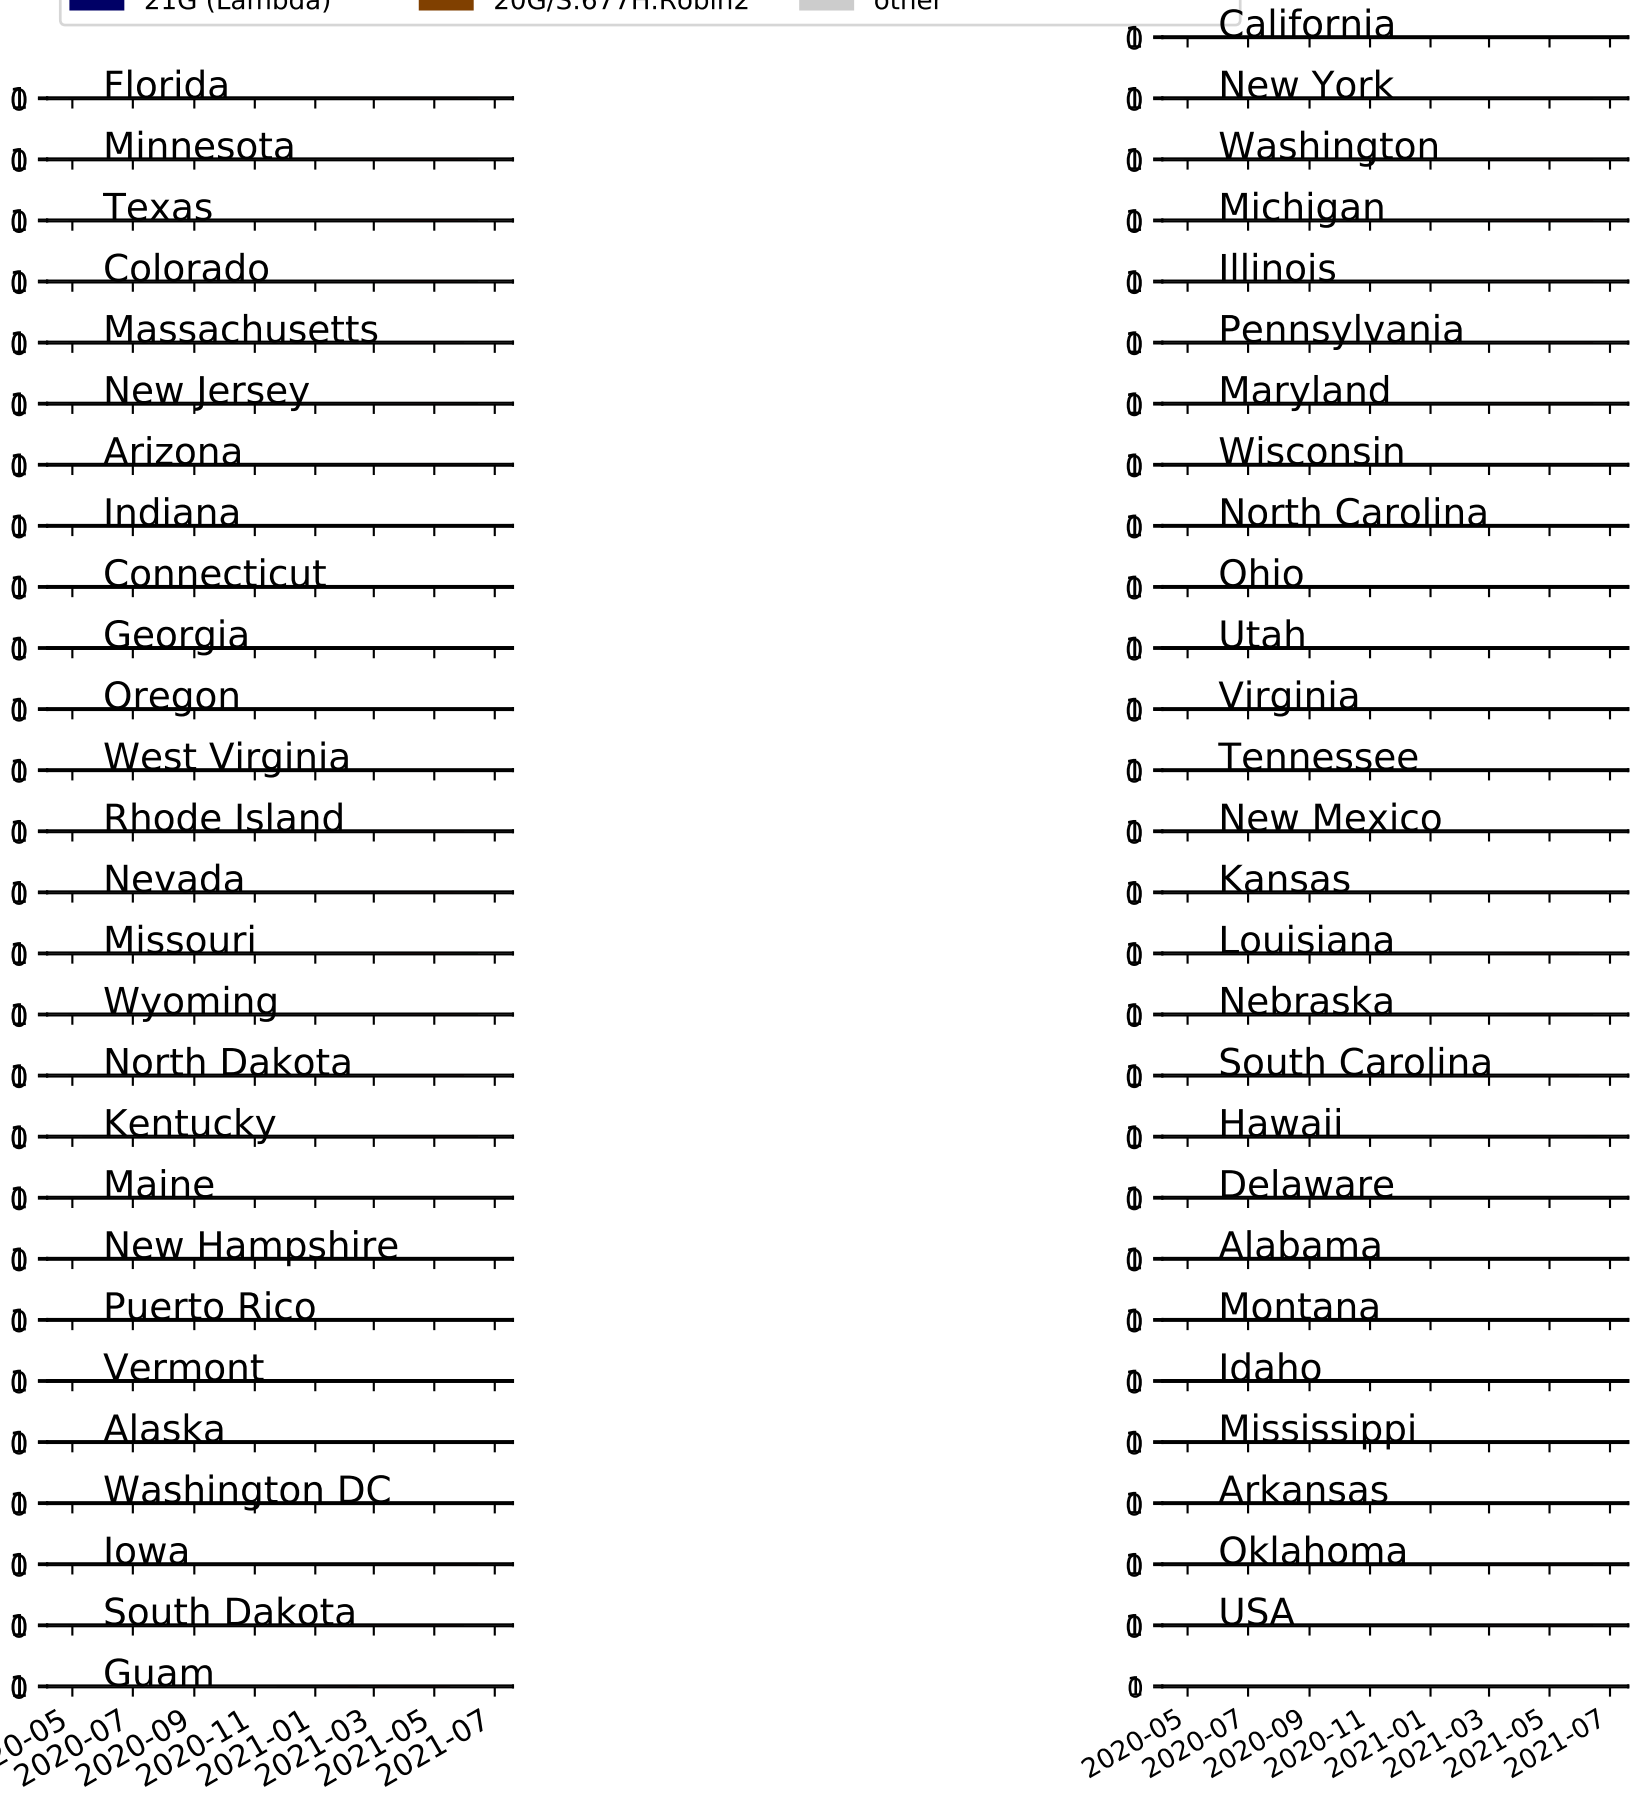 21G (Lambda) 20G/S:677H.Robin2 other
California
Florida New York
Minnesota Washington
Texas Michigan
Colorado Illinois
Massachusetts Pennsylvania
New Jersey Maryland
Arizona Wisconsin
Indiana North Carolina
Connecticut Ohio
Georgia Utah
Oregon Virginia
West Virginia Tennessee
Rhode Island New Mexico
Nevada Kansas
Missouri Louisiana
Wyoming Nebraska
North Dakota South Carolina
Kentucky Hawaii
Maine Delaware
New Hampshire Alabama
Puerto Rico Montana
Vermont Idaho
Alaska Mississippi
Washington DC Arkansas
Iowa Oklahoma
South Dakota USA
Guam
20-05 2020-07 2020-09 2020-11 2021-01 2021-03 2021-05 2021-07 2020-05 2020-07 2020-09 2020-11 2021-01 2021-03 2021-05 2021-07